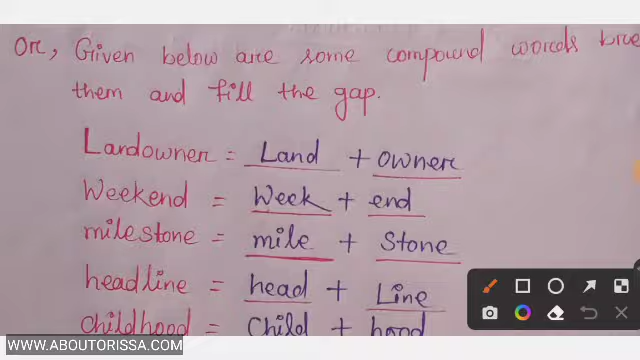 Or, Given below are some compound words bre
them and fill the gap.
Landowner = Land + owner
Weekend = Week + end
milestone = mile + Stone
headline = head + Line
childhood = Child + hood
WWW.ABOUTORISSA.COM